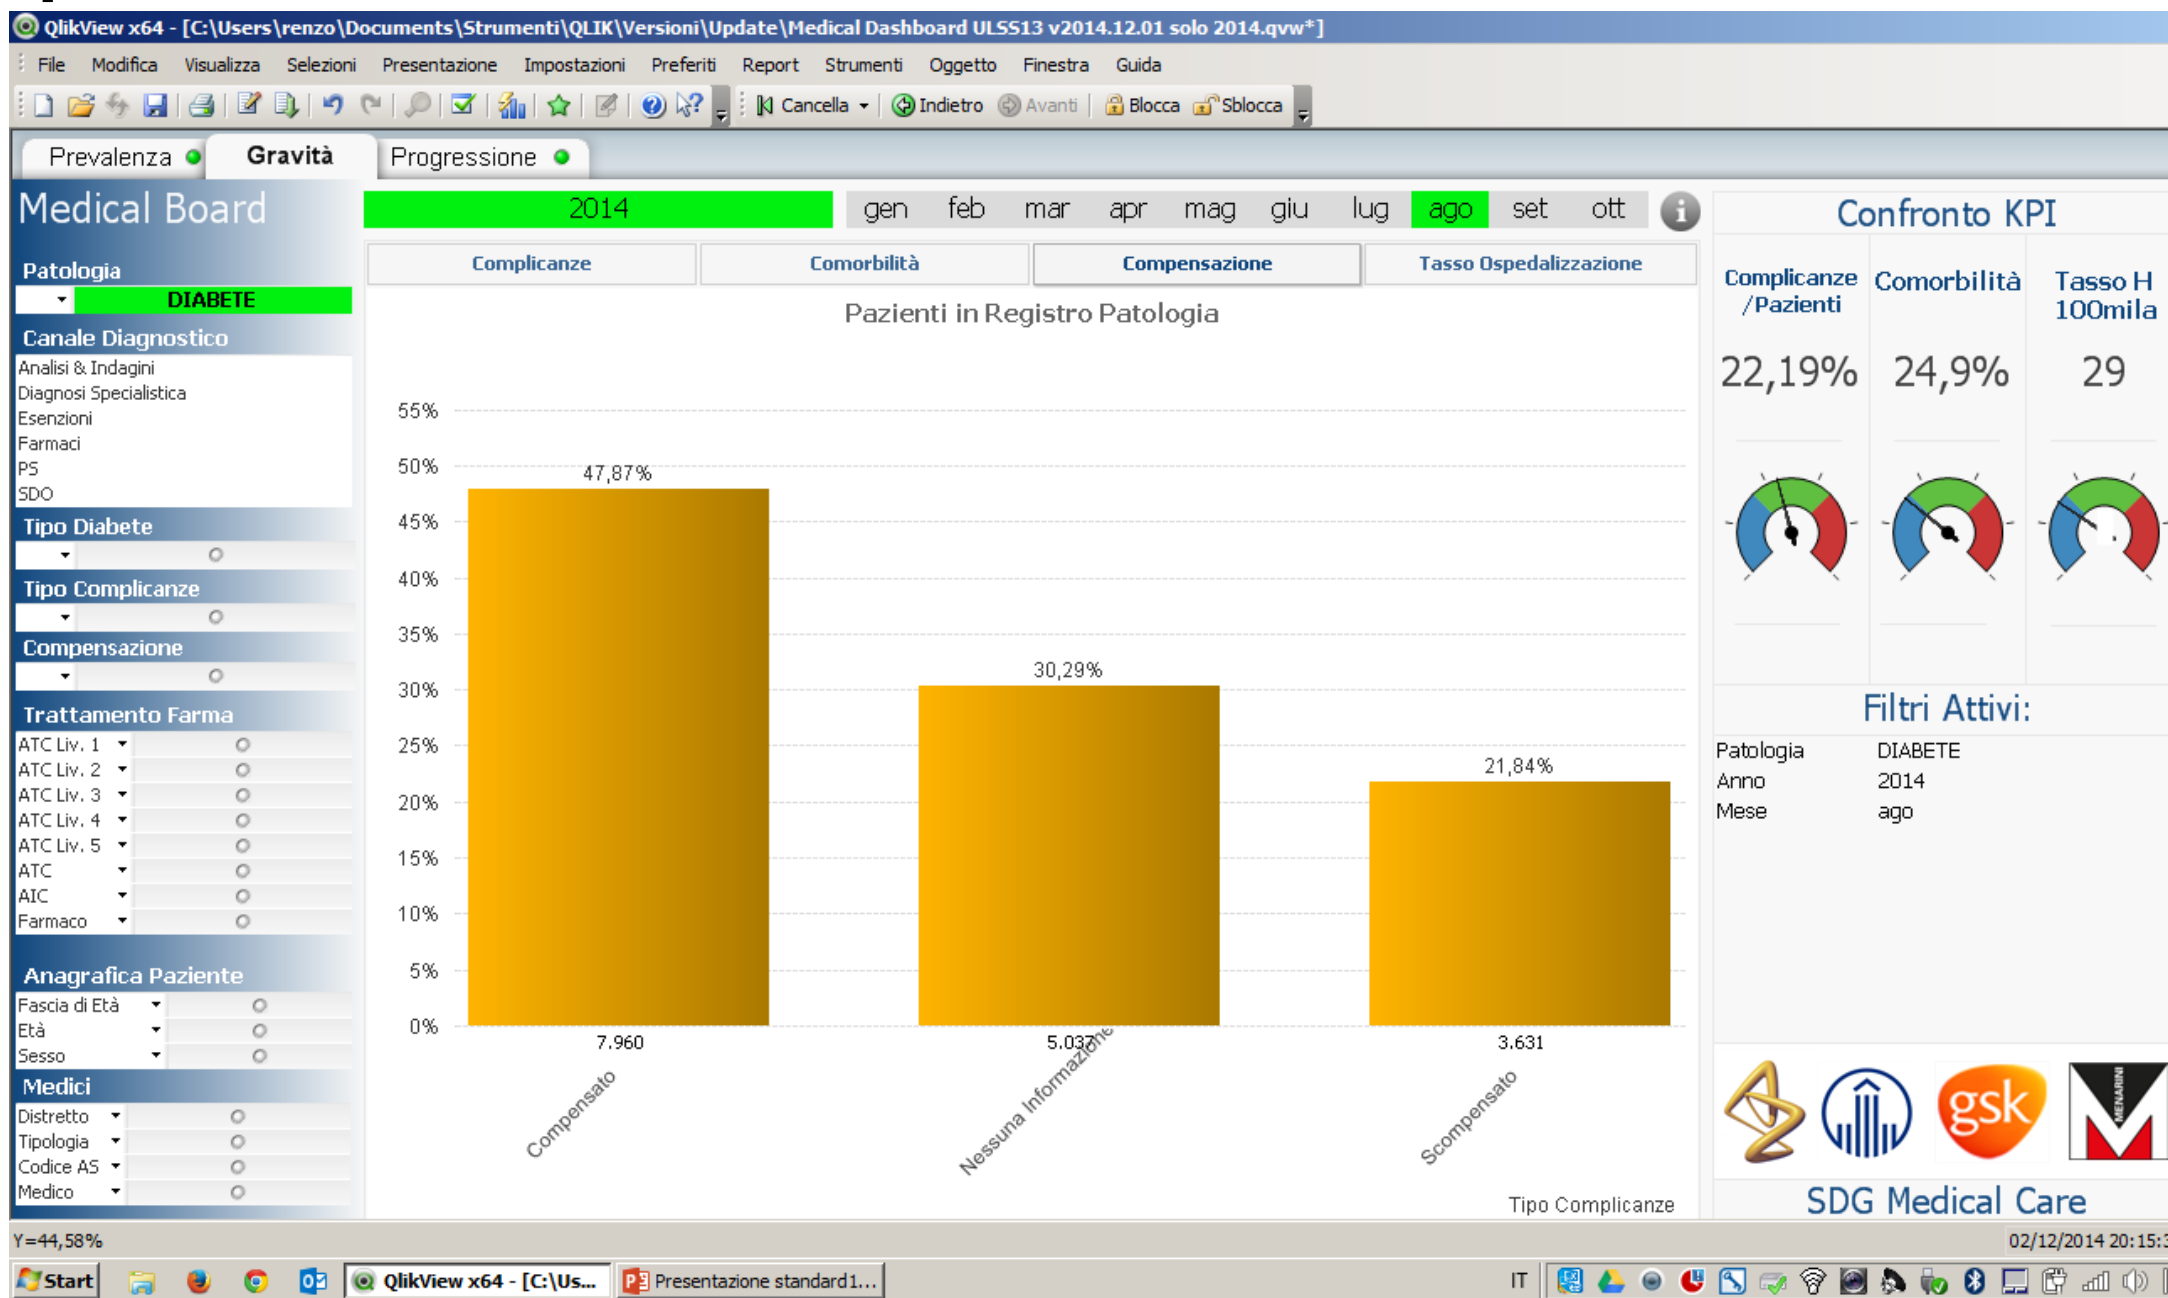 QlikView x64 - [C:\Users\renzo\Documents\Strumenti\QLIK\Versioni\Update\Medical Dashboard ULSS13 v2014.12.01 solo 2014.qvw*]
File Modifica Visualizza Selezioni Presentazione Impostazioni Preferiti Report Strumenti Oggetto Finestra Guida
Cancella Indietro Avanti Blocca Sblocca
Prevalenza Gravità Progressione
Medical Board
2014 gen feb mar apr mag giu lug ago set ott
Complicanze Comorbilità Compensazione Tasso Ospedalizzazione
Patologia
DIABETE
Canale Diagnostico
Analisi & Indagini
Diagnosi Specialistica
Esenzioni
Farmaci
PS
SDO
Tipo Diabete
Tipo Complicanze
Compensazione
Trattamento Farma
ATC Liv. 1
ATC Liv. 2
ATC Liv. 3
ATC Liv. 4
ATC Liv. 5
ATC
AIC
Farmaco
Anagrafica Paziente
Fascia di Età
Età
Sesso
Medici
Distretto
Tipologia
Codice AS
Medico
Pazienti in Registro Patologia
55%
50%
45%
40%
35%
30%
25%
20%
15%
10%
5%
0%
47,87%
30,29%
21,84%
7.960 5.037 3.631
Compensato
Nessuna Informazione
Scompensato
Tipo Complicanze
Confronto KPI
Complicanze /Pazienti
Comorbilità
Tasso H 100mila
22,19% 24,9% 29
Filtri Attivi:
Patologia DIABETE
Anno 2014
Mese ago
gsk
MENARINI
SDG Medical Care
Y=44,58%
02/12/2014 20:15:3
Start QlikView x64 - [C:\Us... Presentazione standard1... IT